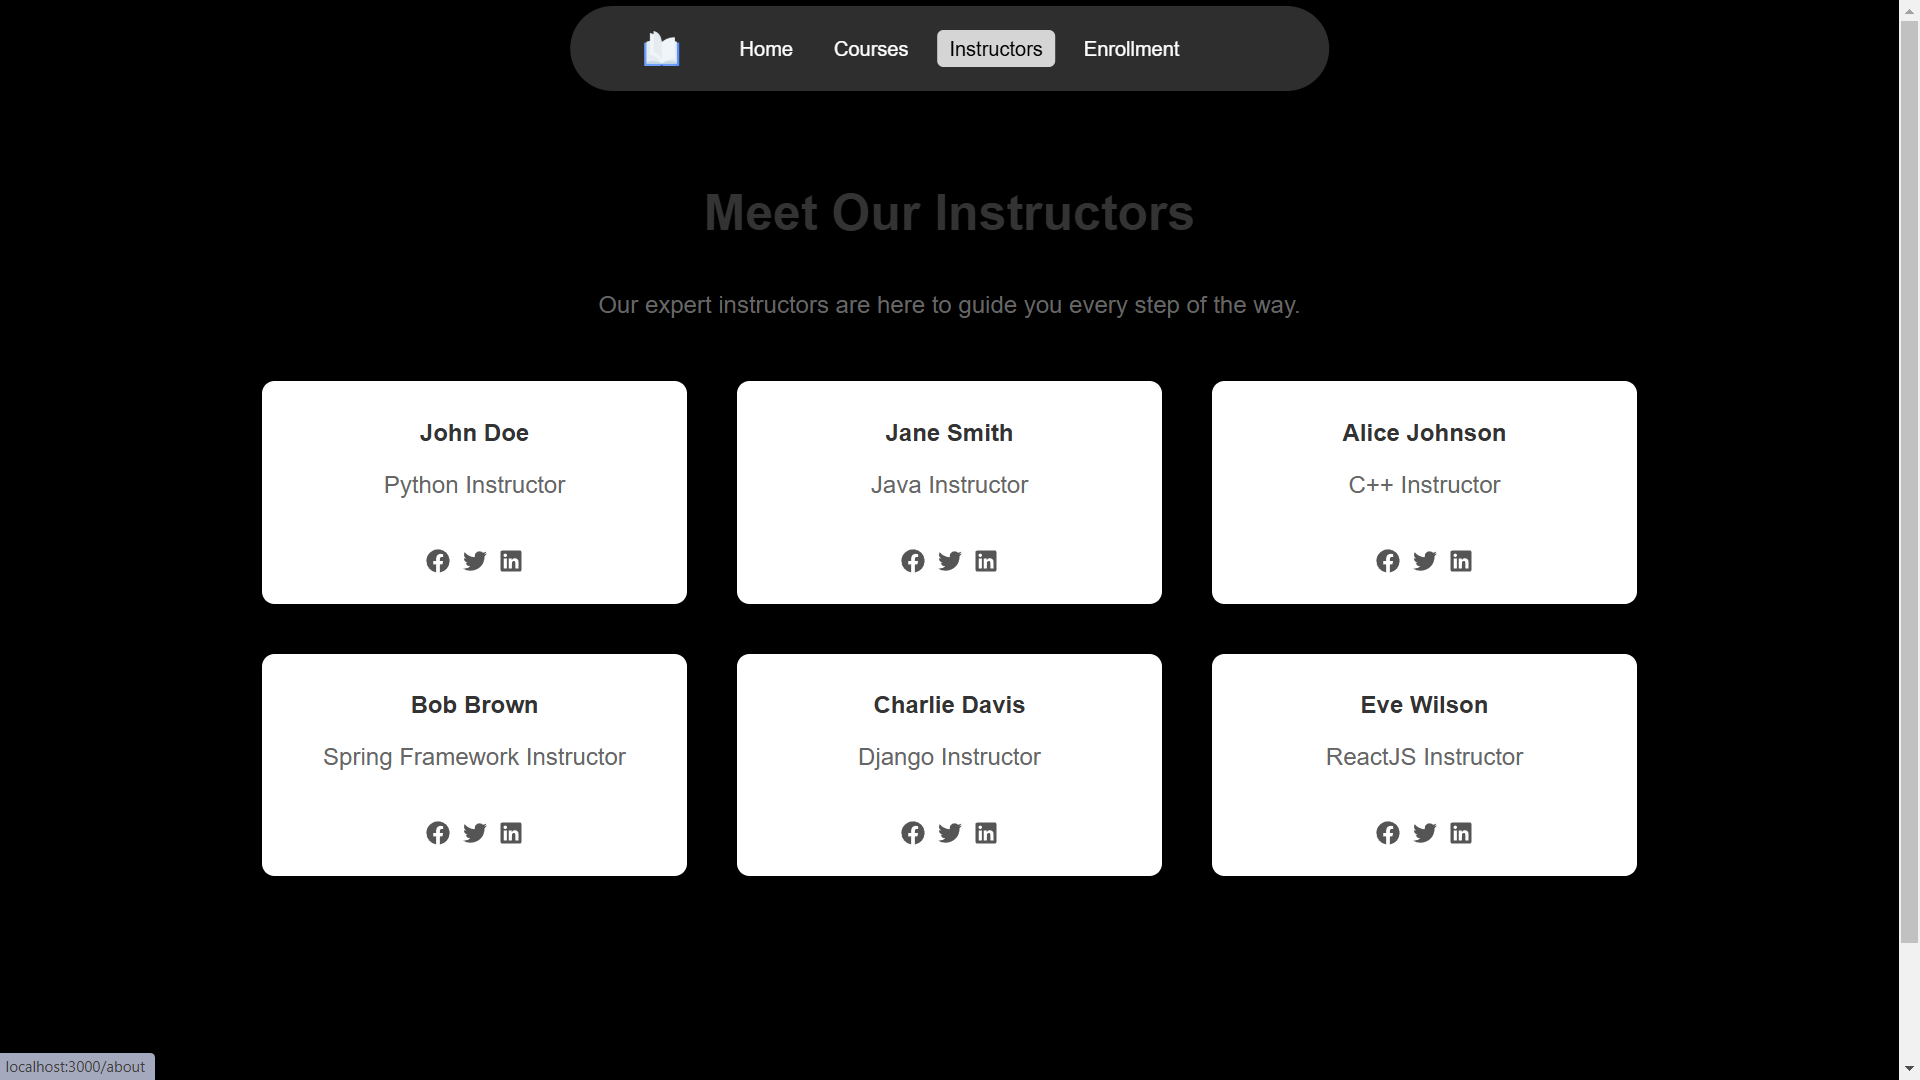 Home Courses Instructors Enrollment
Meet Our Instructors
Our expert instructors are here to guide you every step of the way.
John Doe
Python Instructor
Jane Smith
Java Instructor
Alice Johnson
C++ Instructor
Bob Brown
Spring Framework Instructor
Charlie Davis
Django Instructor
Eve Wilson
ReactJS Instructor
localhost:3000/about